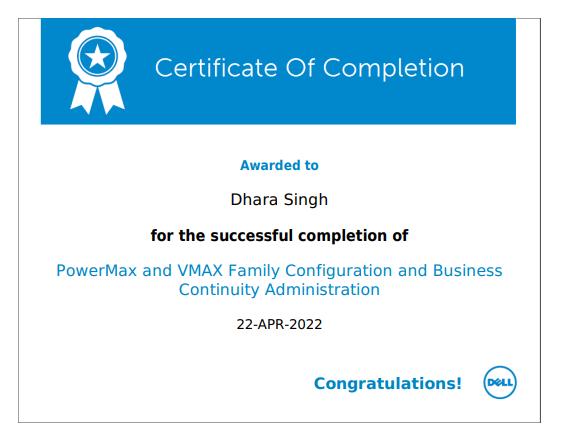 Certificate Of Completion
Awarded to
Dhara Singh
for the successful completion of
PowerMax and VMAX Family Configuration and Business
Continuity Administration
22-APR-2022
Congratulations!
DELL